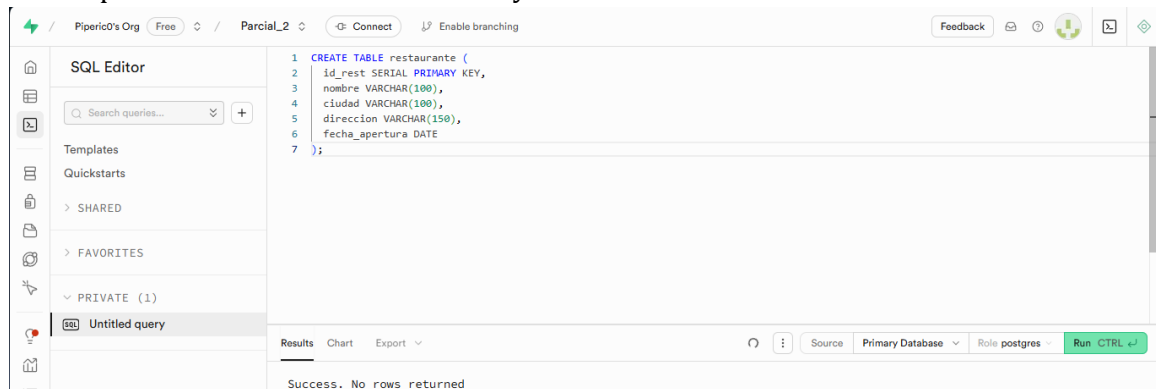 Piperic0's Org Free / Parcial_2 Connect Enable branching Feedback
SQL Editor
Search queries...
Templates
Quickstarts
SHARED
FAVORITES
PRIVATE (1)
SQL Untitled query
1 CREATE TABLE restaurante (
2 id_rest SERIAL PRIMARY KEY,
3 nombre VARCHAR(100),
4 ciudad VARCHAR(100),
5 direccion VARCHAR(150),
6 fecha_apertura DATE
7 );
Results Chart Export Source Primary Database Role postgres Run CTRL ↵
Success. No rows returned